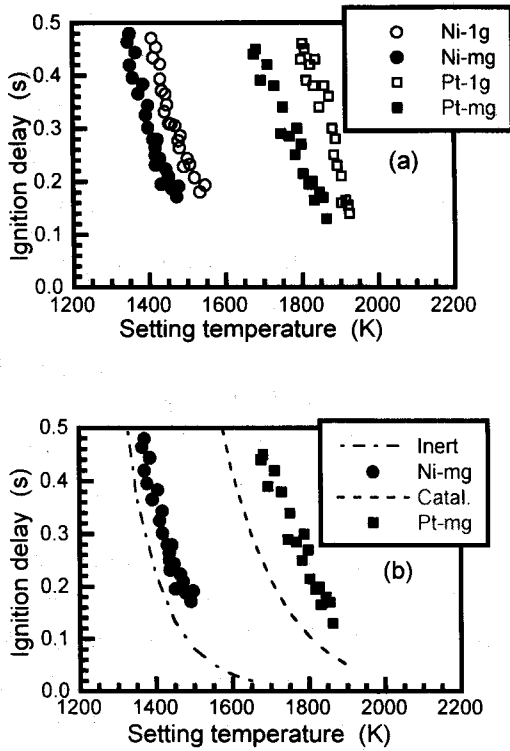 Ignition delay (s)
0.5
0.4
0.3
0.2
0.1
0.0
Ni-1g
Ni-mg
Pt-1g
Pt-mg
(a)
1200 1400 1600 1800 2000 2200
Setting temperature (K)
Ignition delay (s)
0.5
0.4
0.3
0.2
0.1
0.0
Inert
Ni-mg
Catal.
Pt-mg
(b)
1200 1400 1600 1800 2000 2200
Setting temperature (K)